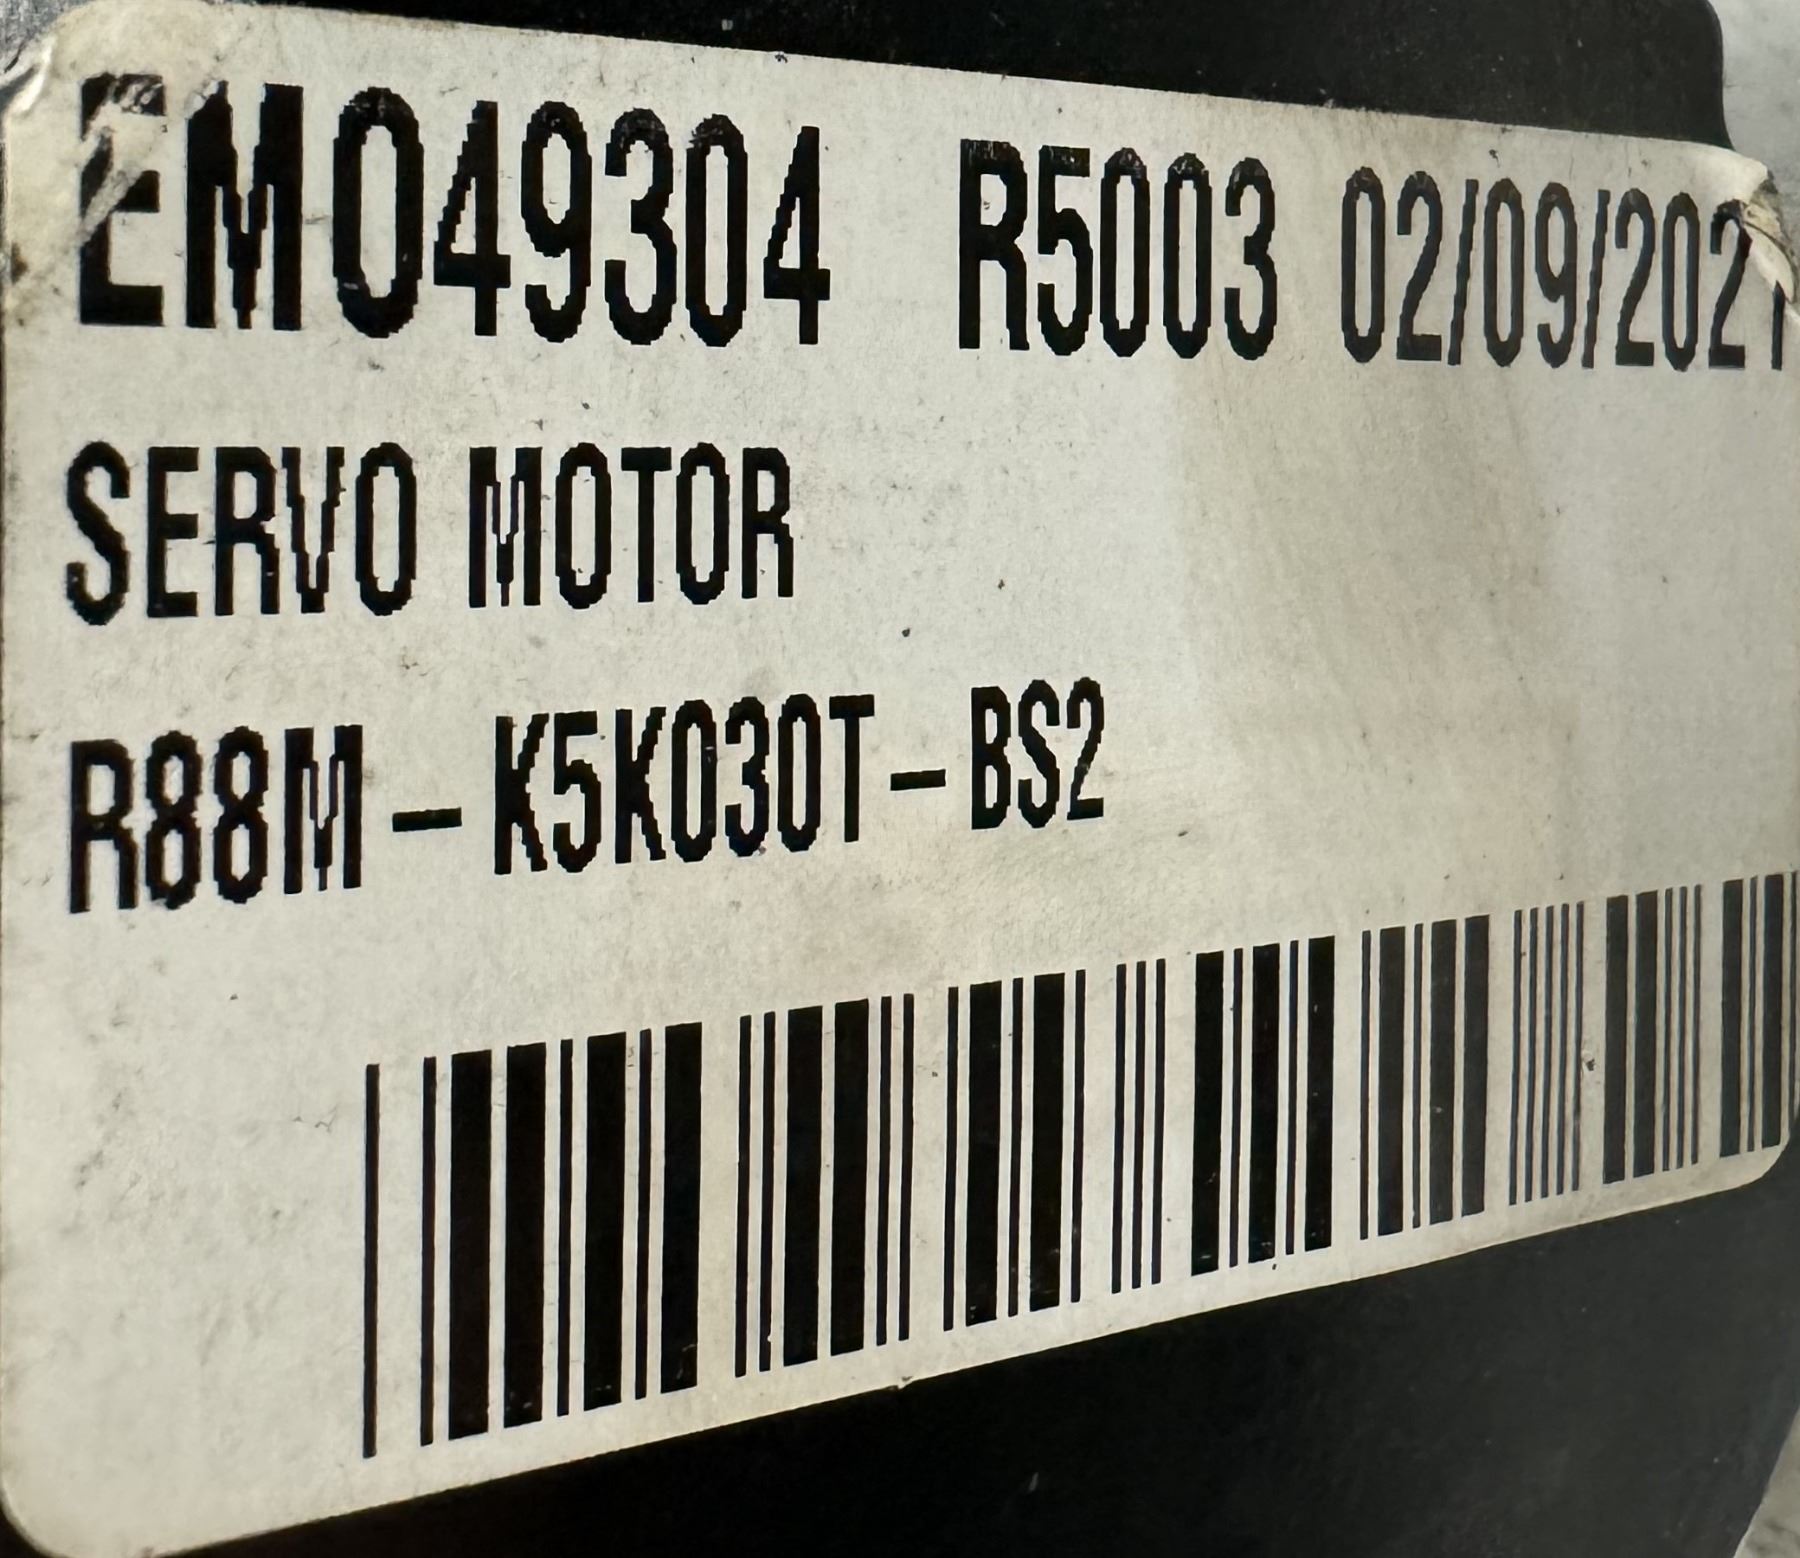 EM049304 R5003 02/09/2021
SERVO MOTOR
R88M-K5K030T-BS2